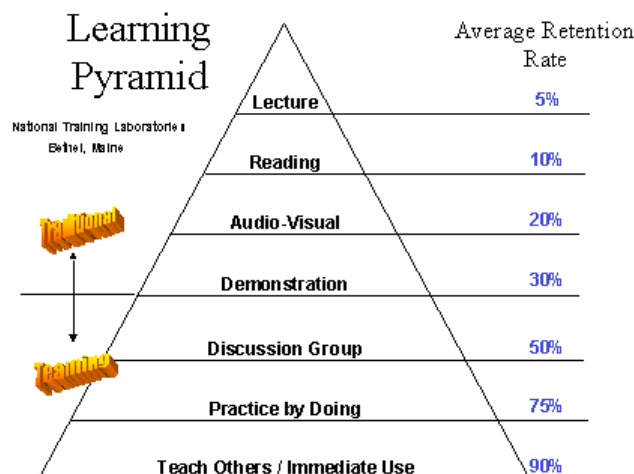 Learning
Pyramid
Average Retention
Rate
National Training Laboratories
Bethel, Maine
Lecture 5%
Reading 10%
Audio-Visual 20%
Traditional
Demonstration 30%
Discussion Group 50%
Teaming
Practice by Doing 75%
Teach Others / Immediate Use 90%